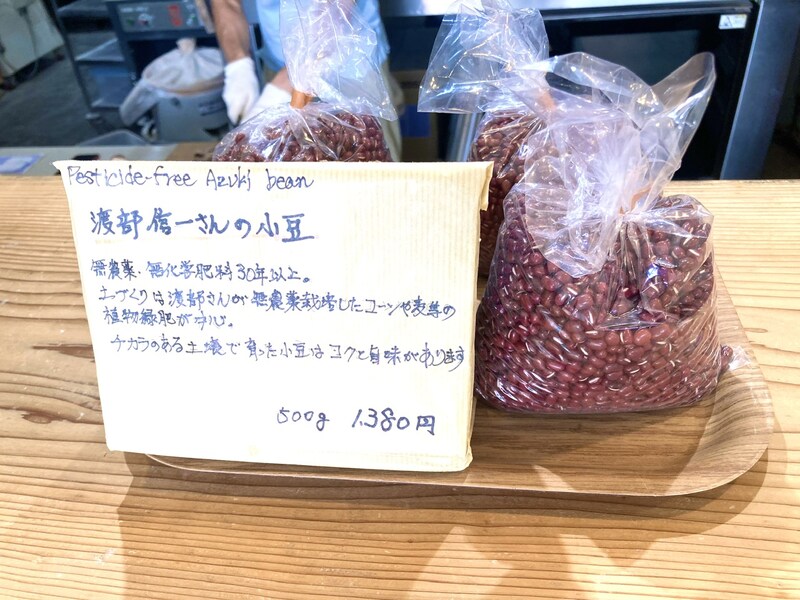 Pesticide-free Azuki bean
渡部信一さんの小豆
無農薬・無化学肥料30年以上。
土づくりは渡部さんが無農薬栽培したコーンや麦等の
植物緑肥が中心。
チカラのある土壌で育った小豆はコクと旨味があります
500g 1,380円